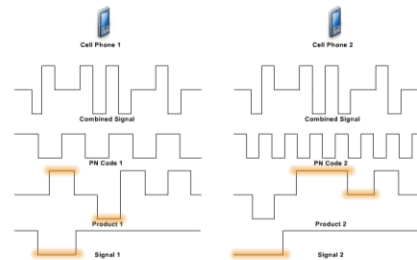 Cell Phone 1
Combined Signal
PN Code 1
Product 1
Signal 1
Cell Phone 2
Combined Signal
PN Code 2
Product 2
Signal 2